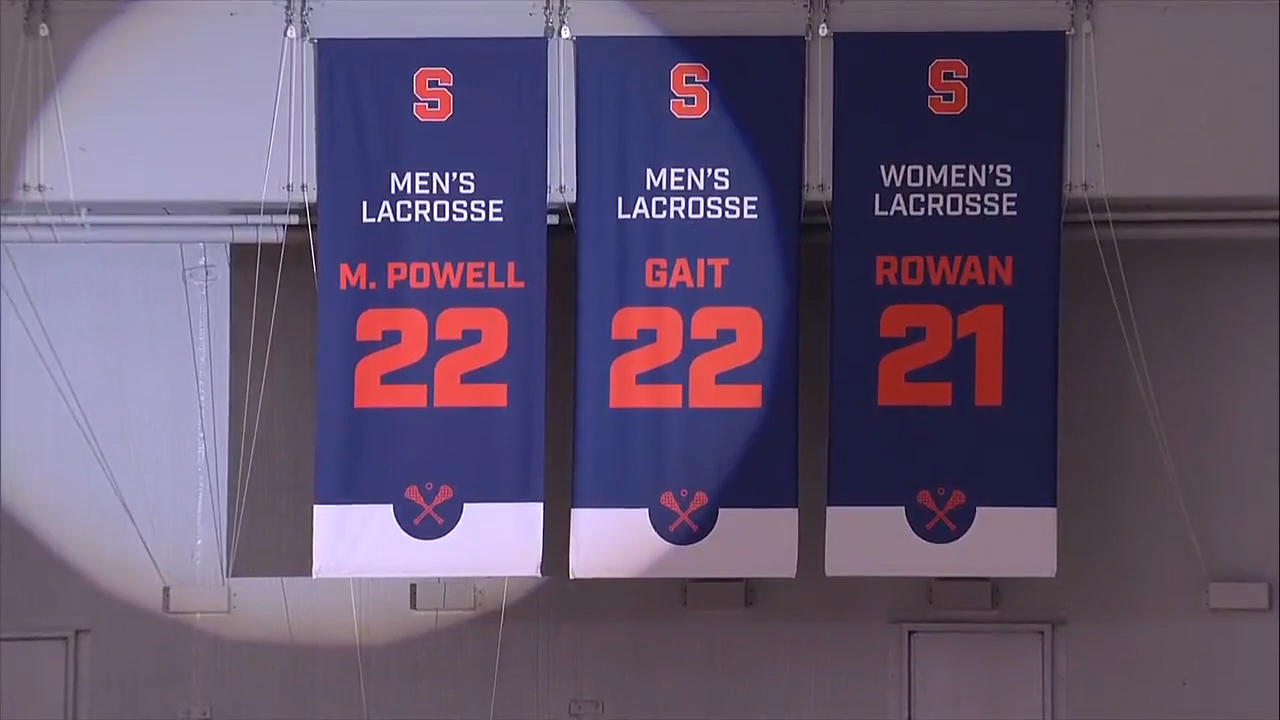 S
MEN'S
LACROSSE
M. POWELL
22
S
MEN'S
LACROSSE
GAIT
22
S
WOMEN'S
LACROSSE
ROWAN
21